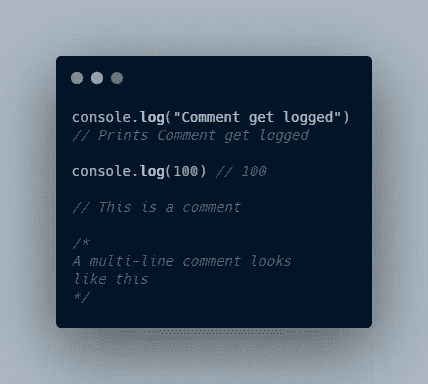 console.log("Comment get logged")
// Prints Comment get logged
console.log(100) // 100
// This is a comment
/*
A multi-line comment looks
like this
*/